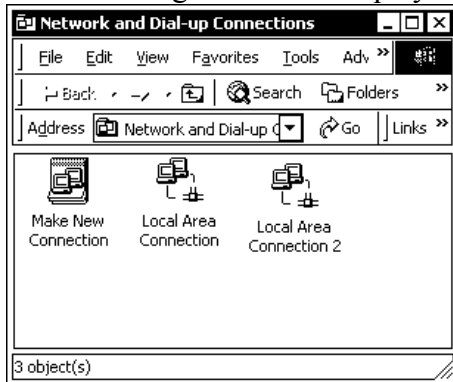 Network and Dial-up Connections
File Edit View Favorites Tools Adv »
Back Search Folders »
Address Network and Dial-up C Go Links »
Make New Connection
Local Area Connection
Local Area Connection 2
3 object(s)